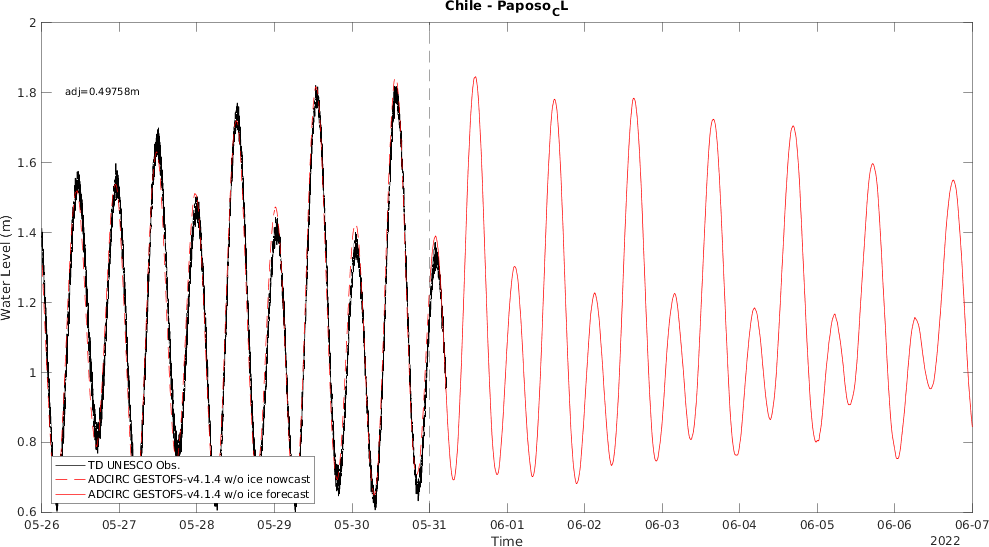 Chile - Paposo_CL
2
1.8
1.6
1.4
1.2
1
0.8
0.6
Water Level (m)
adj=0.49758m
TD UNESCO Obs.
ADCIRC GESTOFS-v4.1.4 w/o ice nowcast
ADCIRC GESTOFS-v4.1.4 w/o ice forecast
05-26 05-27 05-28 05-29 05-30 05-31 06-01 06-02 06-03 06-04 06-05 06-06 06-07
Time
2022